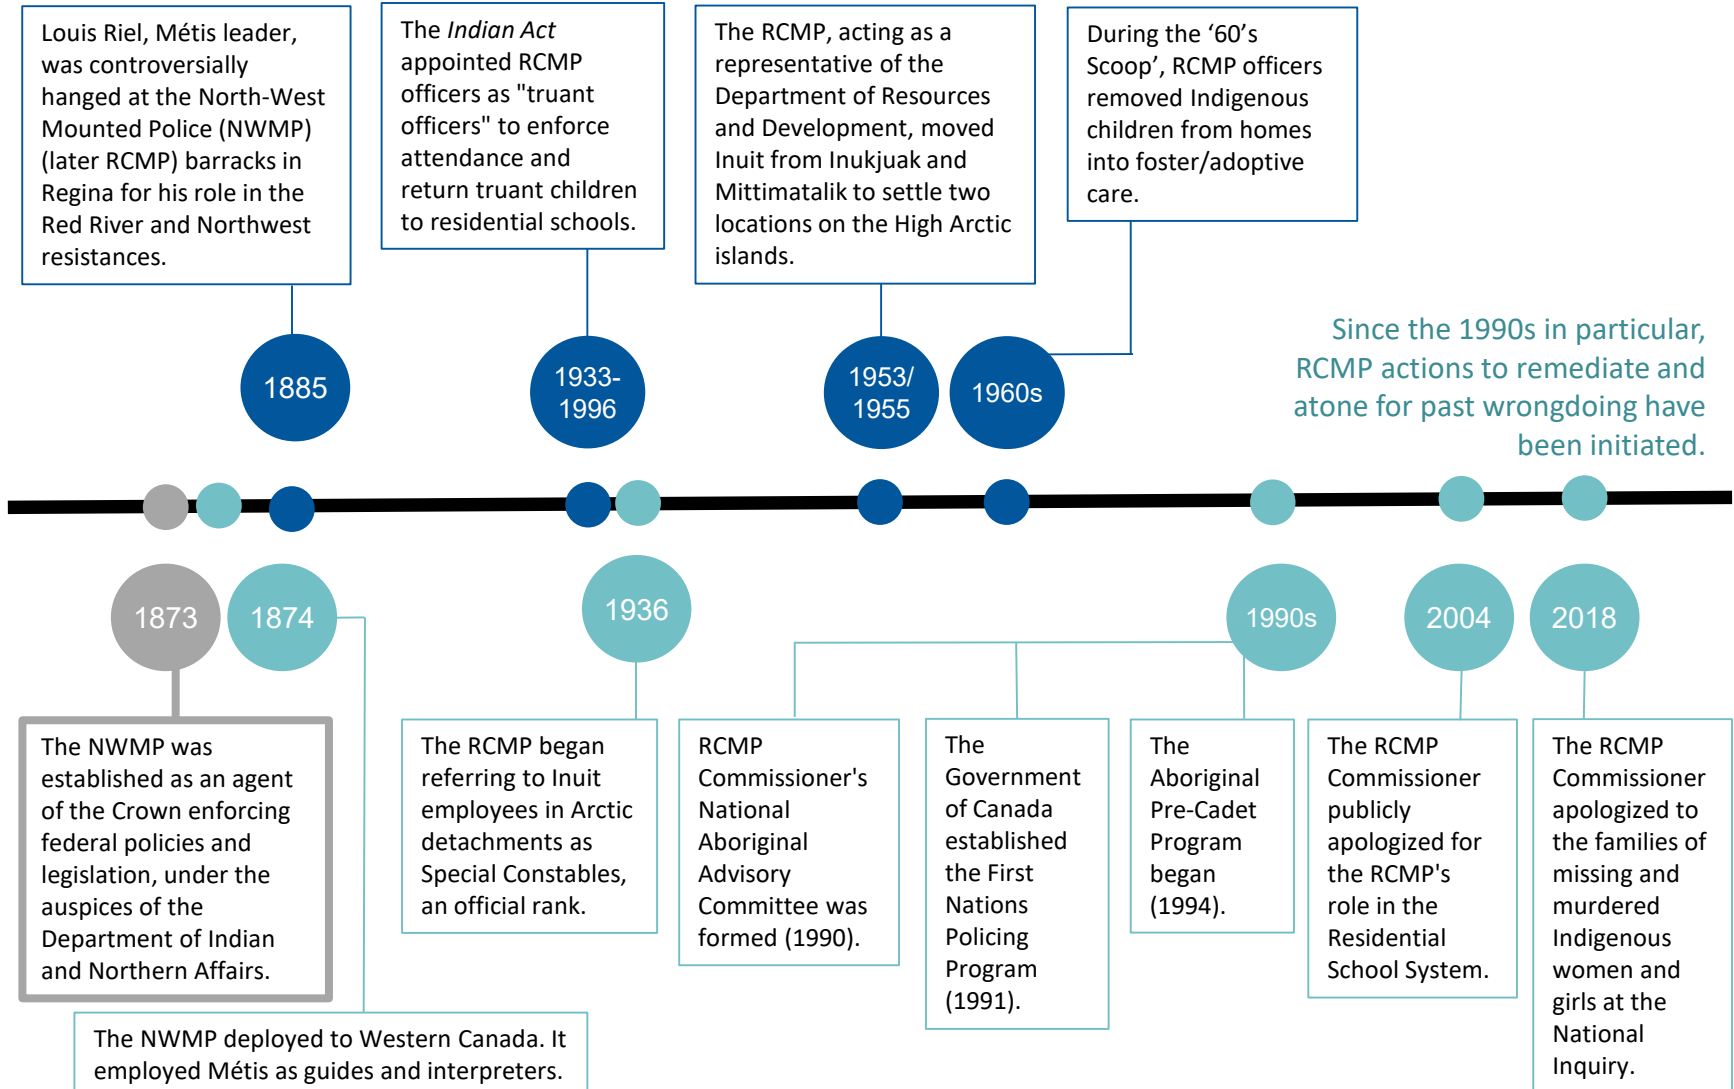 Louis Riel, Métis leader,
was controversially
hanged at the North-West
Mounted Police (NWMP)
(later RCMP) barracks in
Regina for his role in the
Red River and Northwest
resistances.
The Indian Act
appointed RCMP
officers as "truant
officers" to enforce
attendance and
return truant children
to residential schools.
The RCMP, acting as a
representative of the
Department of Resources
and Development, moved
Inuit from Inukjuak and
Mittimatalik to settle two
locations on the High Arctic
islands.
During the ‘60’s
Scoop’, RCMP officers
removed Indigenous
children from homes
into foster/adoptive
care.
1885
1933-
1996
1953/
1955
1960s
Since the 1990s in particular,
RCMP actions to remediate and
atone for past wrongdoing have
been initiated.
1873
1874
1936
1990s
2004
2018
The NWMP was
established as an agent
of the Crown enforcing
federal policies and
legislation, under the
auspices of the
Department of Indian
and Northern Affairs.
The NWMP deployed to Western Canada. It
employed Métis as guides and interpreters.
The RCMP began
referring to Inuit
employees in Arctic
detachments as
Special Constables,
an official rank.
RCMP
Commissioner's
National
Aboriginal
Advisory
Committee was
formed (1990).
The
Government
of Canada
established
the First
Nations
Policing
Program
(1991).
The
Aboriginal
Pre-Cadet
Program
began
(1994).
The RCMP
Commissioner
publicly
apologized for
the RCMP's
role in the
Residential
School System.
The RCMP
Commissioner
apologized to
the families of
missing and
murdered
Indigenous
women and
girls at the
National
Inquiry.